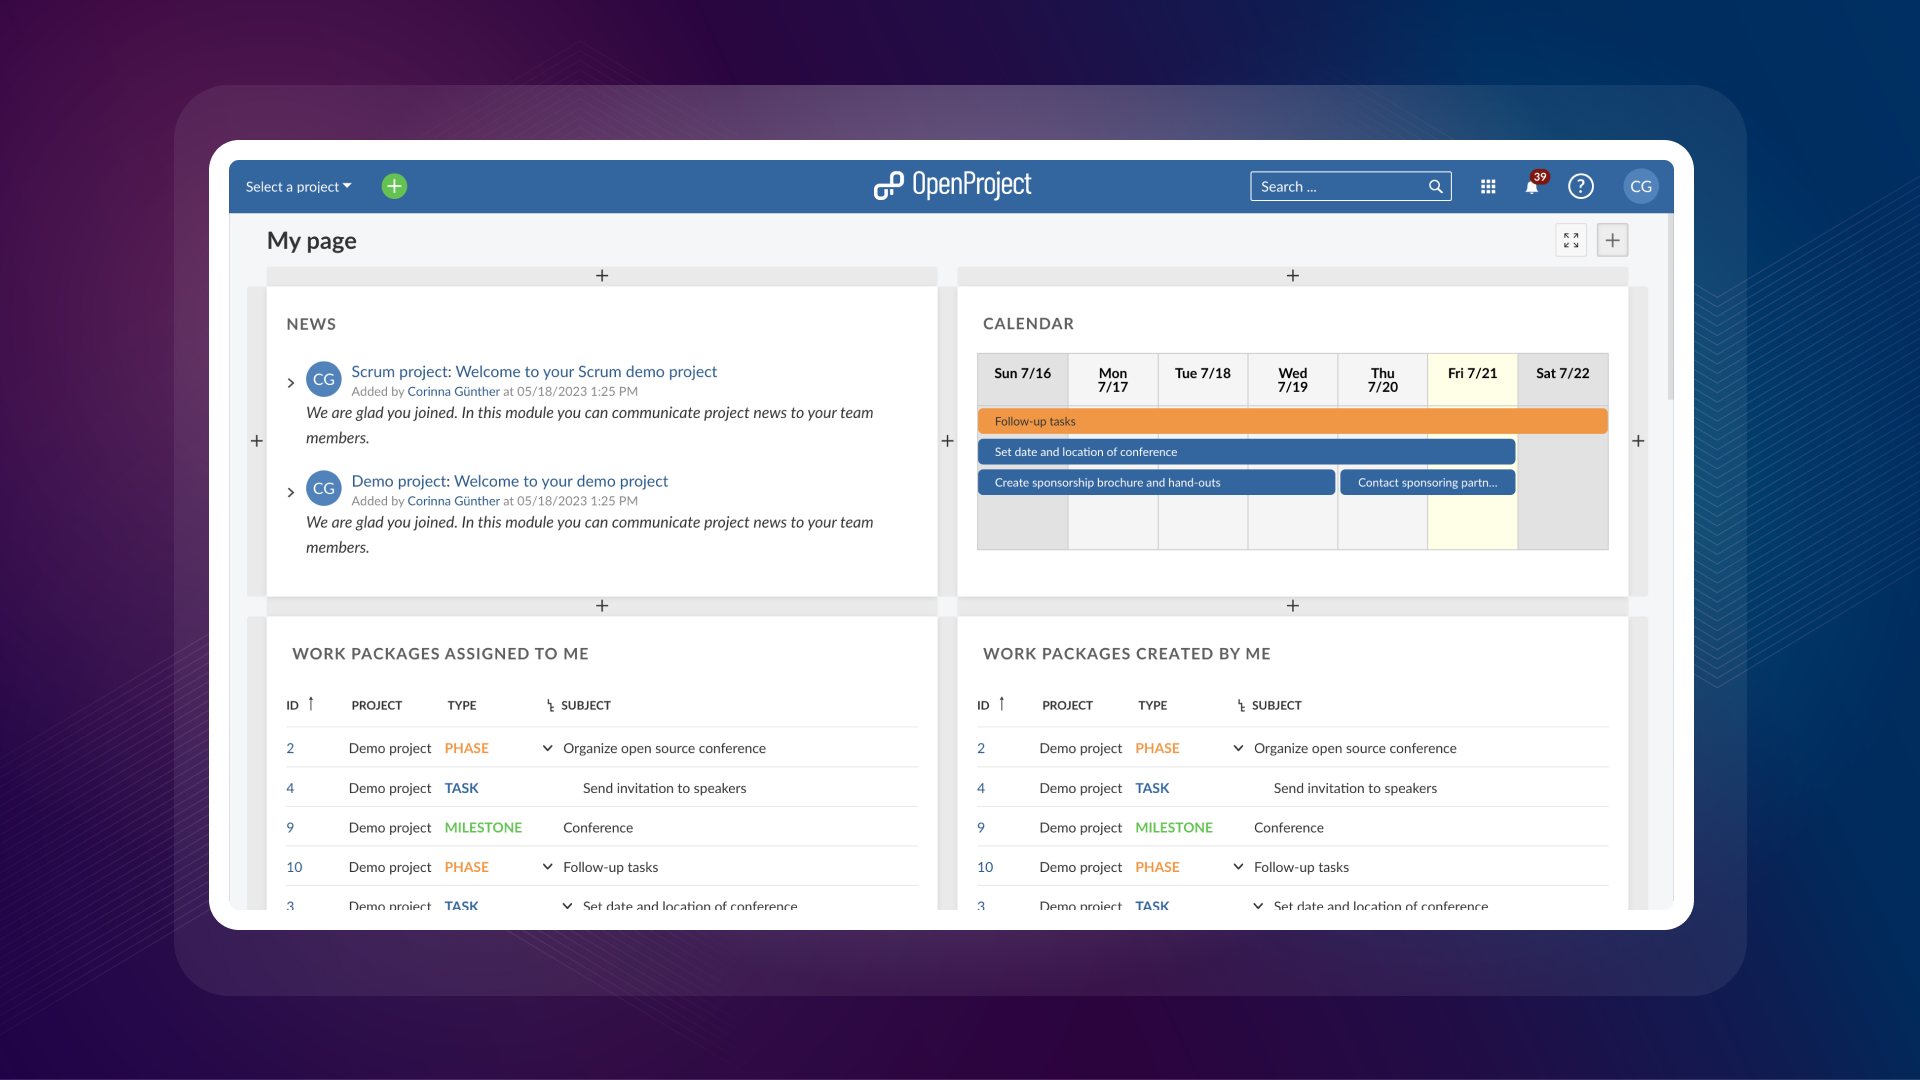 Select a project
OpenProject
Search ...
39
?
CG
My page
NEWS
CG
Scrum project: Welcome to your Scrum demo project
Added by Corinna Günther at 05/18/2023 1:25 PM
We are glad you joined. In this module you can communicate project news to your team
members.
CG
Demo project: Welcome to your demo project
Added by Corinna Günther at 05/18/2023 1:25 PM
We are glad you joined. In this module you can communicate project news to your team
members.
CALENDAR
Sun 7/16
Mon
7/17
Tue 7/18
Wed
7/19
Thu
7/20
Fri 7/21
Sat 7/22
Follow-up tasks
Set date and location of conference
Create sponsorship brochure and hand-outs
Contact sponsoring partn...
WORK PACKAGES ASSIGNED TO ME
ID PROJECT TYPE SUBJECT
2 Demo project PHASE Organize open source conference
4 Demo project TASK Send invitation to speakers
9 Demo project MILESTONE Conference
10 Demo project PHASE Follow-up tasks
3 Demo project TASK Set date and location of conference
WORK PACKAGES CREATED BY ME
ID PROJECT TYPE SUBJECT
2 Demo project PHASE Organize open source conference
4 Demo project TASK Send invitation to speakers
9 Demo project MILESTONE Conference
10 Demo project PHASE Follow-up tasks
3 Demo project TASK Set date and location of conference